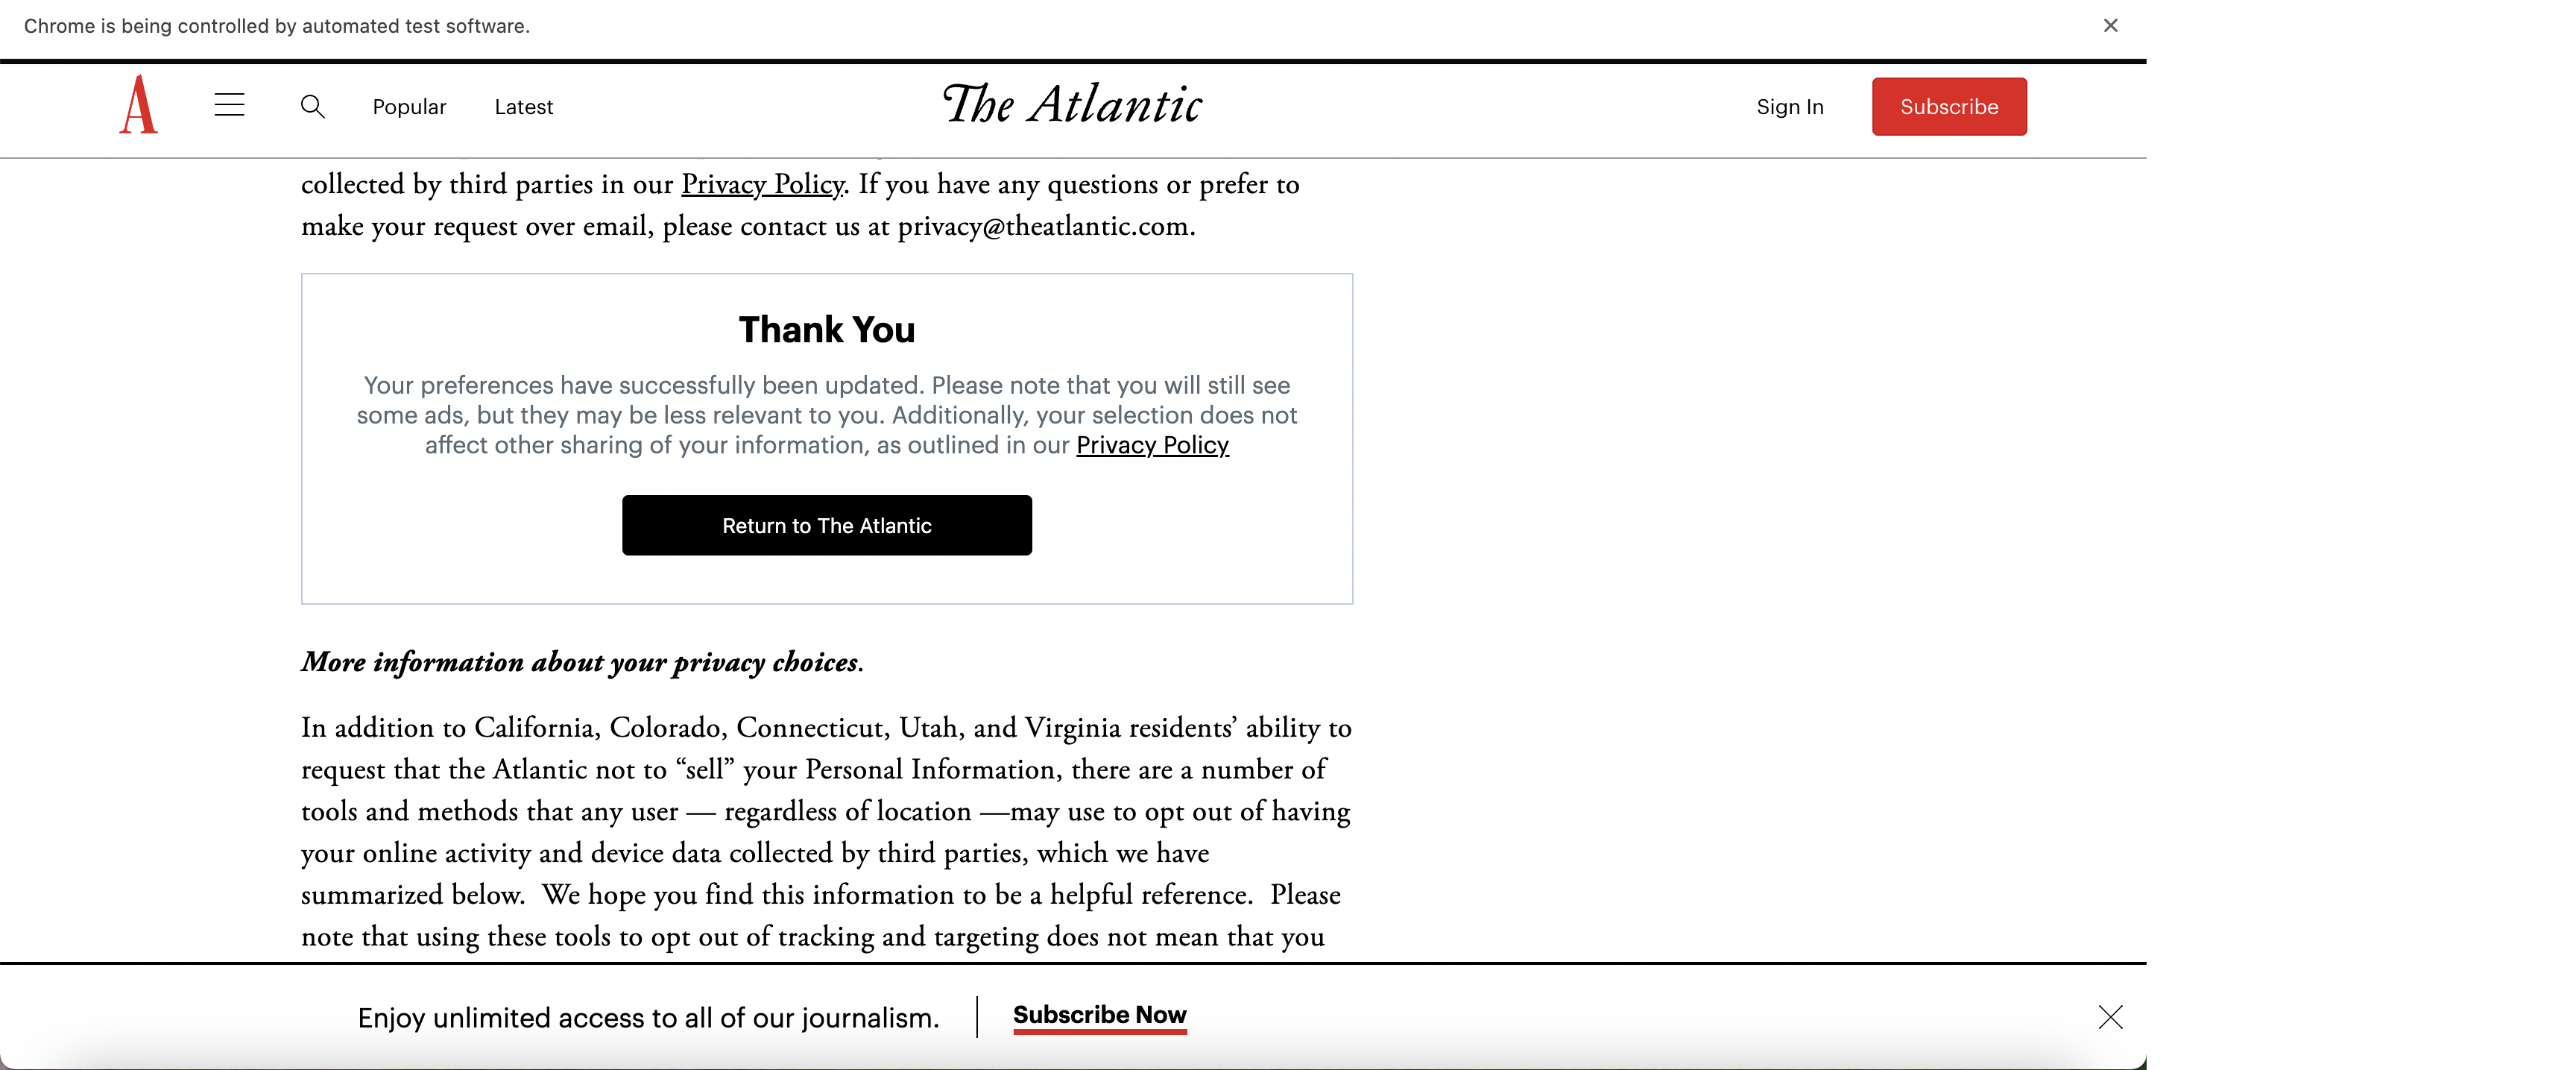 Chrome is being controlled by automated test software.
A
Popular
Latest
The Atlantic
Sign In
Subscribe
collected by third parties in our Privacy Policy. If you have any questions or prefer to
make your request over email, please contact us at privacy@theatlantic.com.
Thank You
Your preferences have successfully been updated. Please note that you will still see
some ads, but they may be less relevant to you. Additionally, your selection does not
affect other sharing of your information, as outlined in our Privacy Policy
Return to The Atlantic
More information about your privacy choices.
In addition to California, Colorado, Connecticut, Utah, and Virginia residents’ ability to
request that the Atlantic not to “sell” your Personal Information, there are a number of
tools and methods that any user — regardless of location —may use to opt out of having
your online activity and device data collected by third parties, which we have
summarized below.  We hope you find this information to be a helpful reference.  Please
note that using these tools to opt out of tracking and targeting does not mean that you
Enjoy unlimited access to all of our journalism.
Subscribe Now